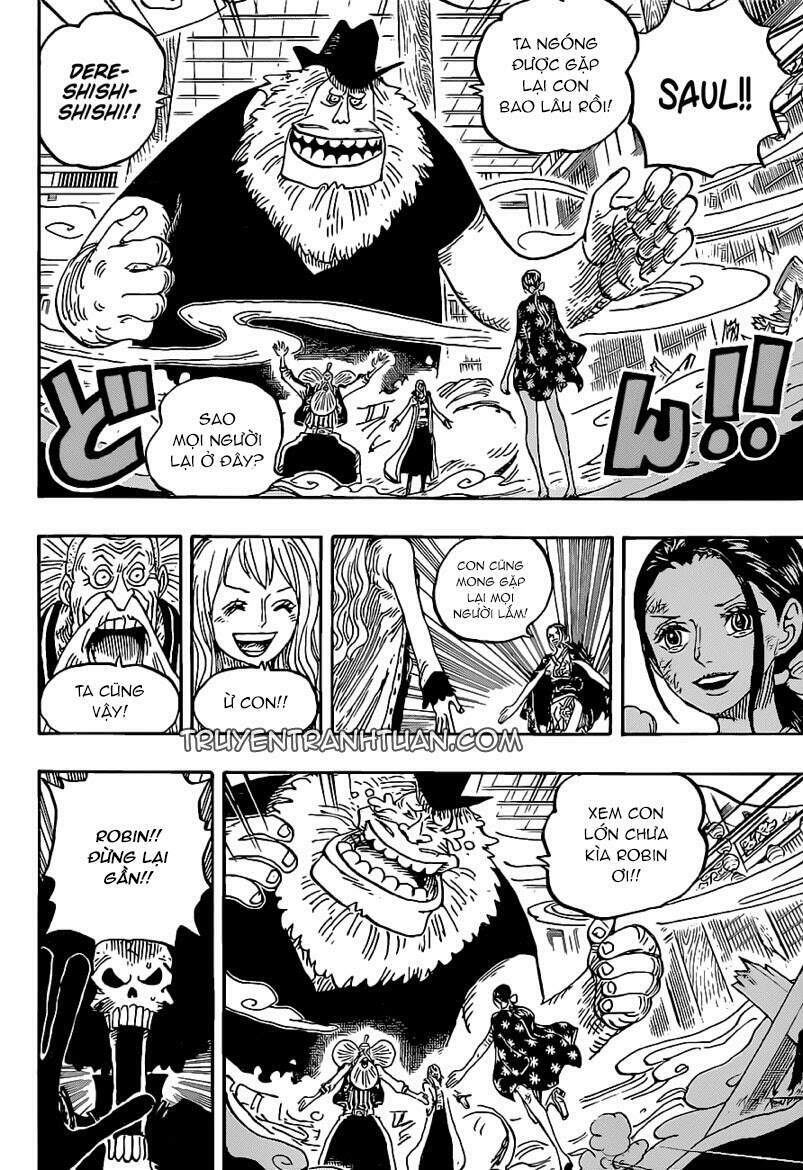 SAUL!!
TA NGÓNG
ĐƯỢC GẶP
LẠI CON
BAO LÂU RỒI!
DERE-
SHISHI-
SHISHI!!
SAO
MỌI NGƯỜI
LẠI Ở ĐÂY?
どん!!
CON CŨNG
MONG GẶP
LẠI MỌI
NGƯỜI LẮM!
Ừ CON!!
TA CŨNG
VẬY!
TRUYENTRANHTUAN.COM
XEM CON
LỚN CHƯA
KÌA ROBIN
ƠI!!
ROBIN!!
ĐỪNG LẠI
GẦN!!